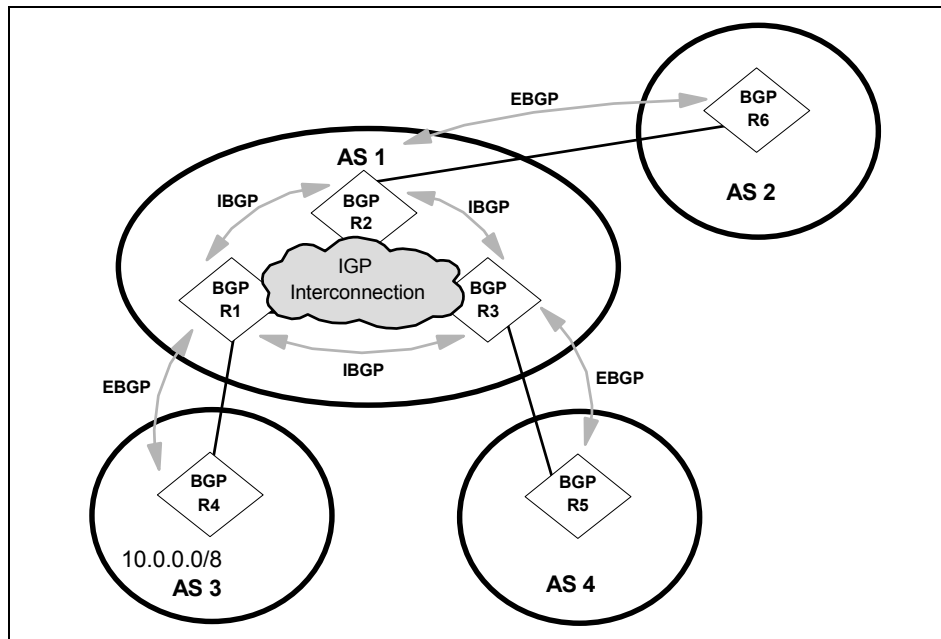 EBGP
BGP
R6
AS 1
AS 2
IBGP
BGP
R2
IBGP
IGP
Interconnection
BGP
R1
BGP
R3
IBGP
EBGP
EBGP
BGP
R4
BGP
R5
10.0.0.0/8
AS 3
AS 4